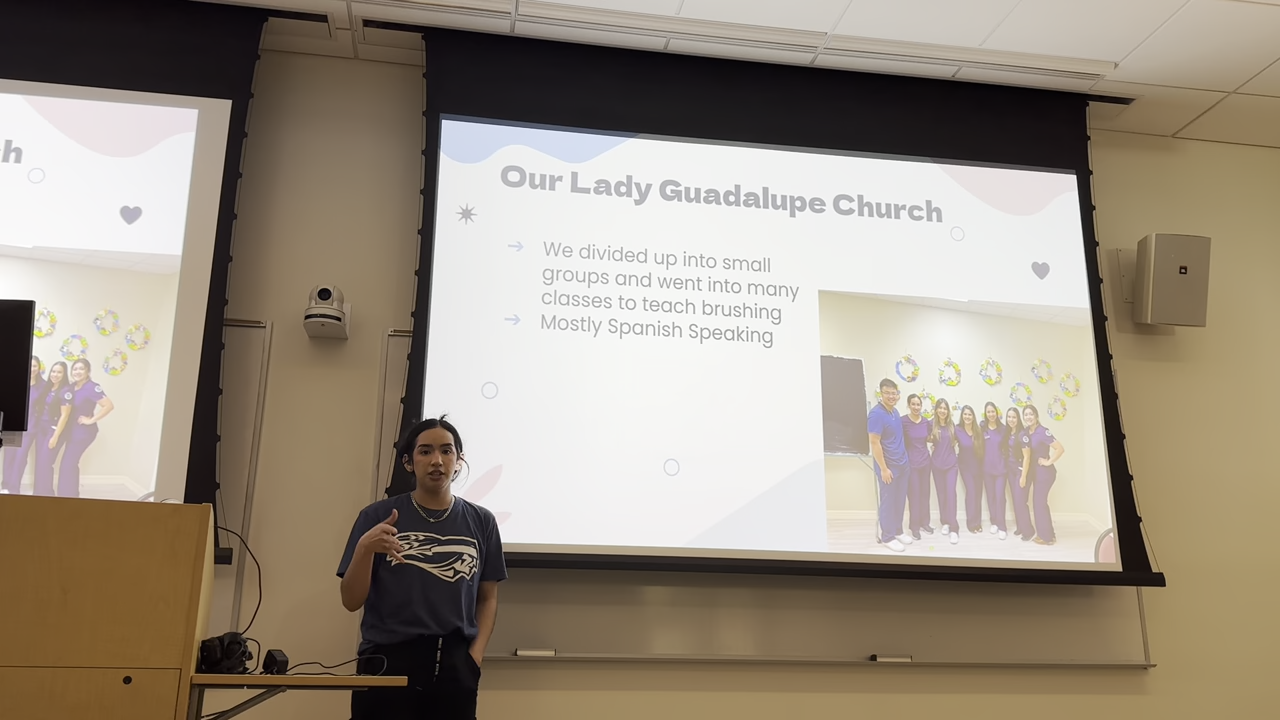 h
Our Lady Guadalupe Church
We divided up into small
groups and went into many
classes to teach brushing
Mostly Spanish Speaking